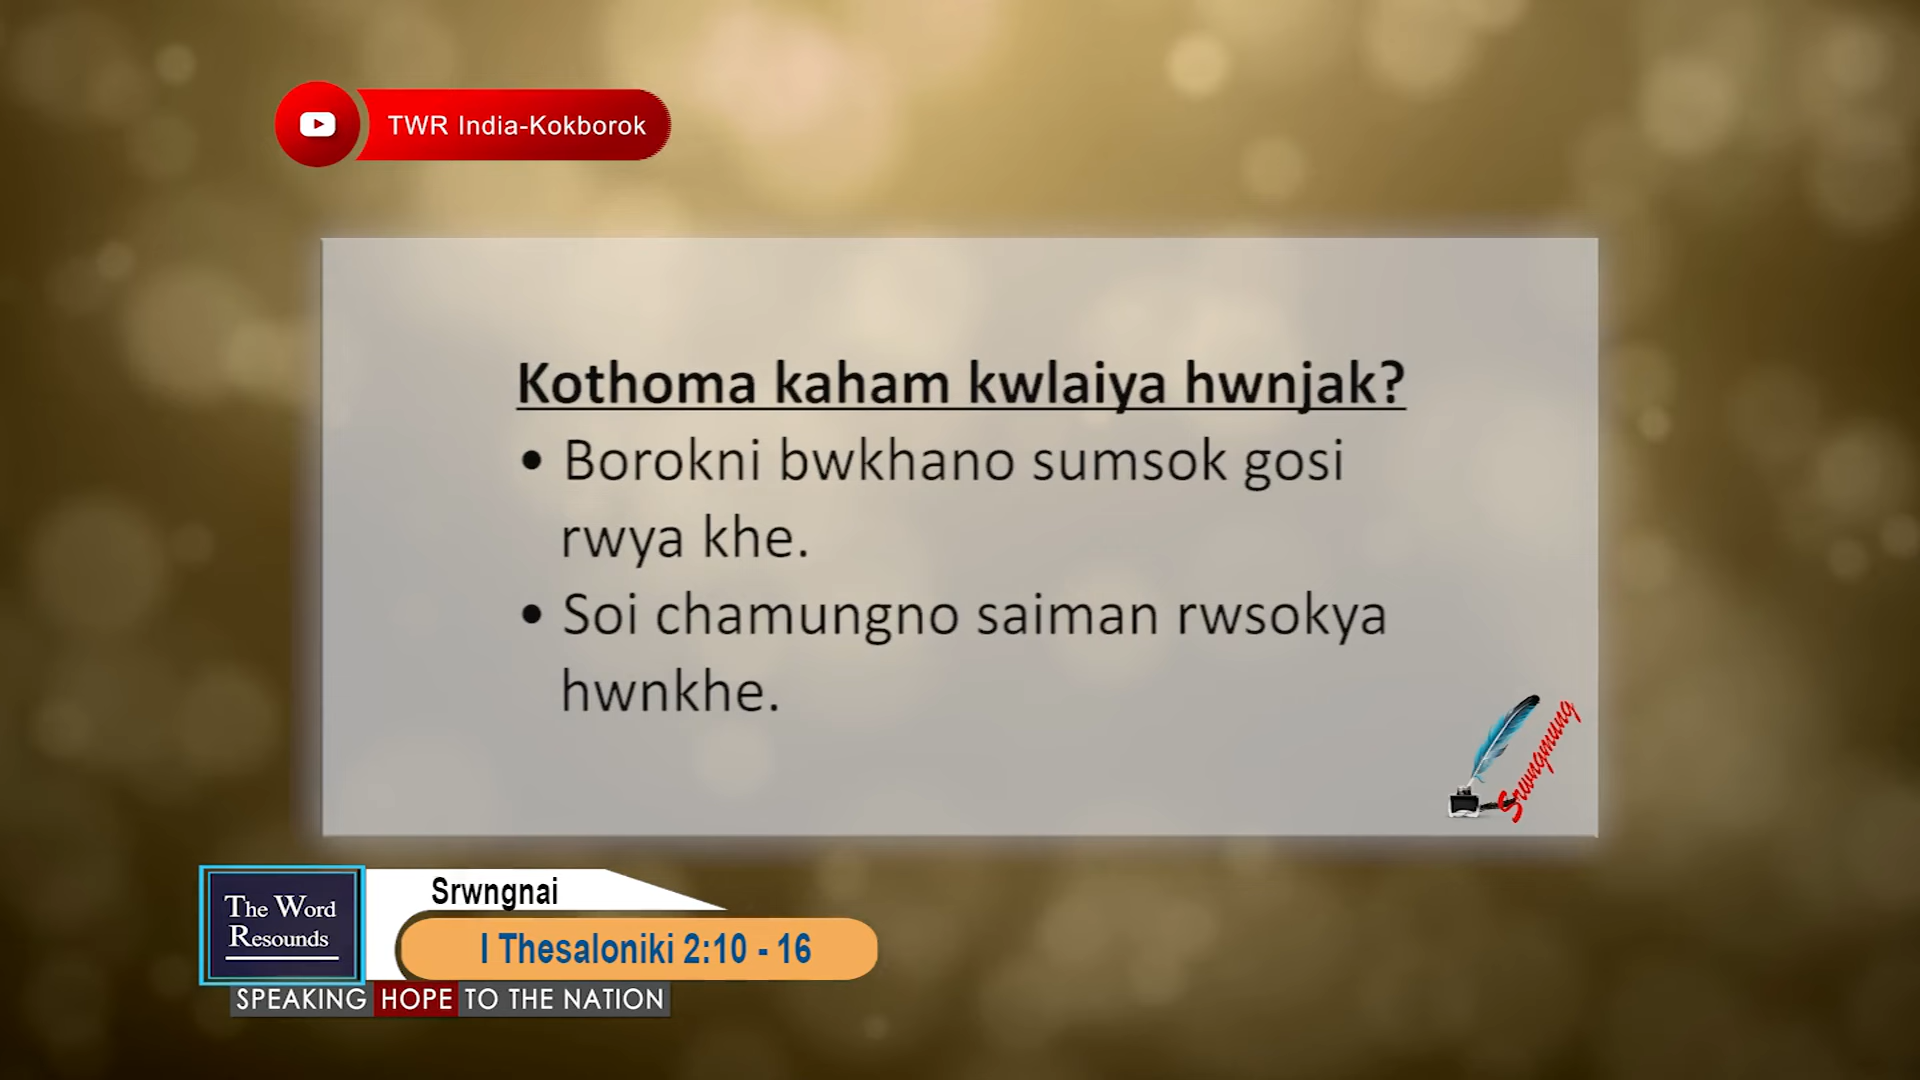 TWR India-Kokborok
Kothoma kaham kwlaiya hwnjak?
• Borokni bwkhano sumsok gosi
rwya khe.
• Soi chamungno saiman rwsokya
hwnkhe.
Srwngmung
The Word
Resounds
Srwngnai
I Thesaloniki 2:10 - 16
SPEAKING HOPE TO THE NATION